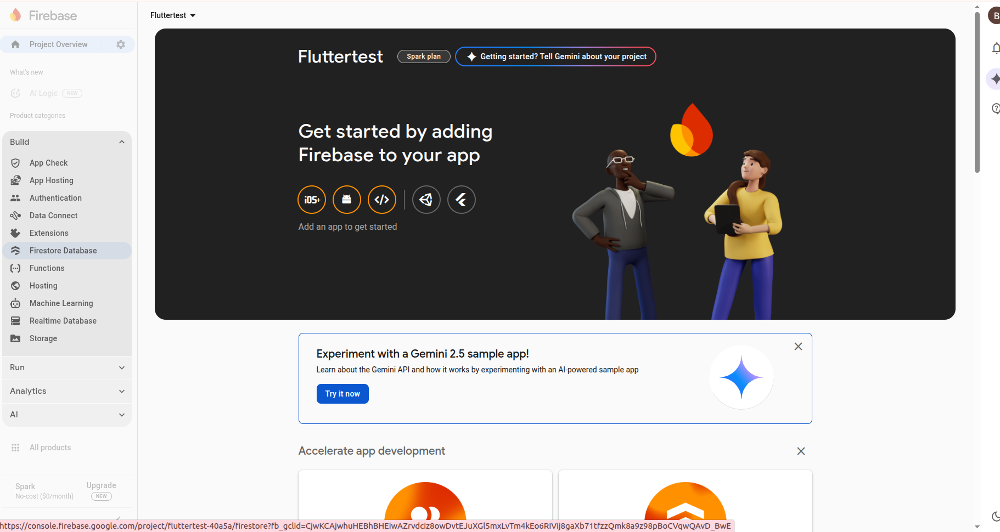 Firebase
Fluttertest
B
Project Overview
What's new
AI Logic NEW
Product categories
Build
App Check
App Hosting
Authentication
Data Connect
Extensions
Firestore Database
Functions
Hosting
Machine Learning
Realtime Database
Storage
Run
Analytics
AI
All products
Spark
No-cost ($0/month)
Upgrade
NEW
Fluttertest Spark plan Getting started? Tell Gemini about your project
Get started by adding
Firebase to your app
iOS+
Add an app to get started
Experiment with a Gemini 2.5 sample app!
Learn about the Gemini API and how it works by experimenting with an AI-powered sample app
Try it now
Accelerate app development
https://console.firebase.google.com/project/fluttertest-40a5a/firestore?fb_gclid=CjwKCAjwhuHEBhBHEiwAZrvdciz8owDvtEJuXGl5mxLvTm4kEo6RIVij8gaXb71tfzzQmk8a9z98pBoCVqwQAvD_BwE